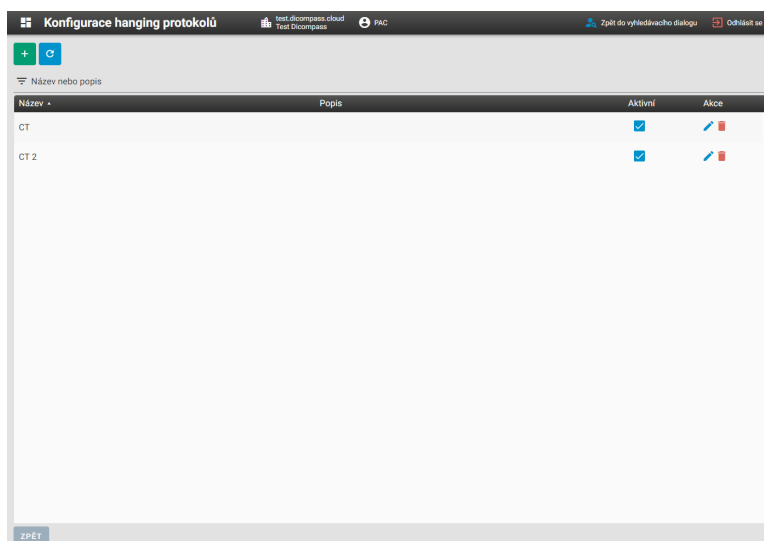 Konfigurace hanging protokolů
test.dicompass.cloud
Test Dicompass
PAC
Zpět do vyhledávacího dialogu
Odhlásit se
Název nebo popis
Název Popis Aktivní Akce
CT
CT 2
ZPĚT